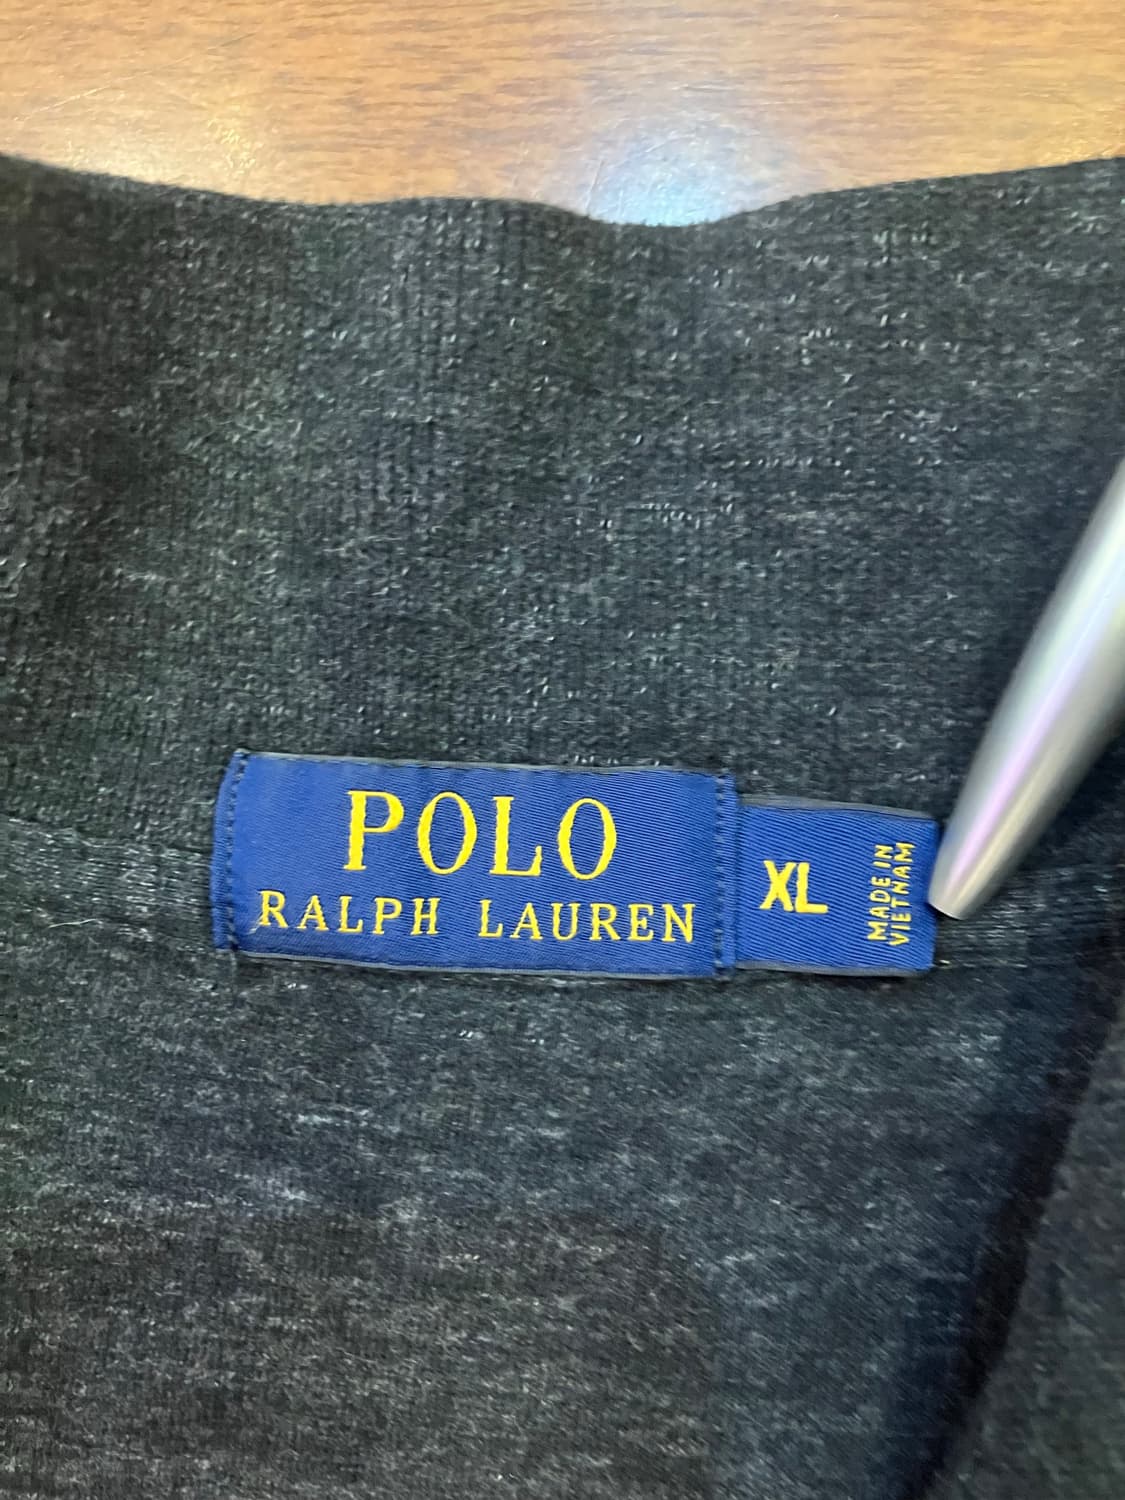 POLO
RALPH LAUREN
XL
MADE IN
VIETNAM